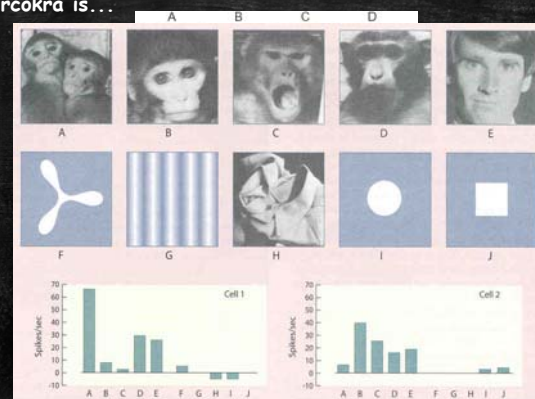 rcokra is...
A B C D
A B C D E
F G H I J
70
60
50
40
30
20
10
0
-10
Spikes/sec
Cell 1
A B C D E F G H I J
70
60
50
40
30
20
10
0
-10
Spikes/sec
Cell 2
A B C D E F G H I J